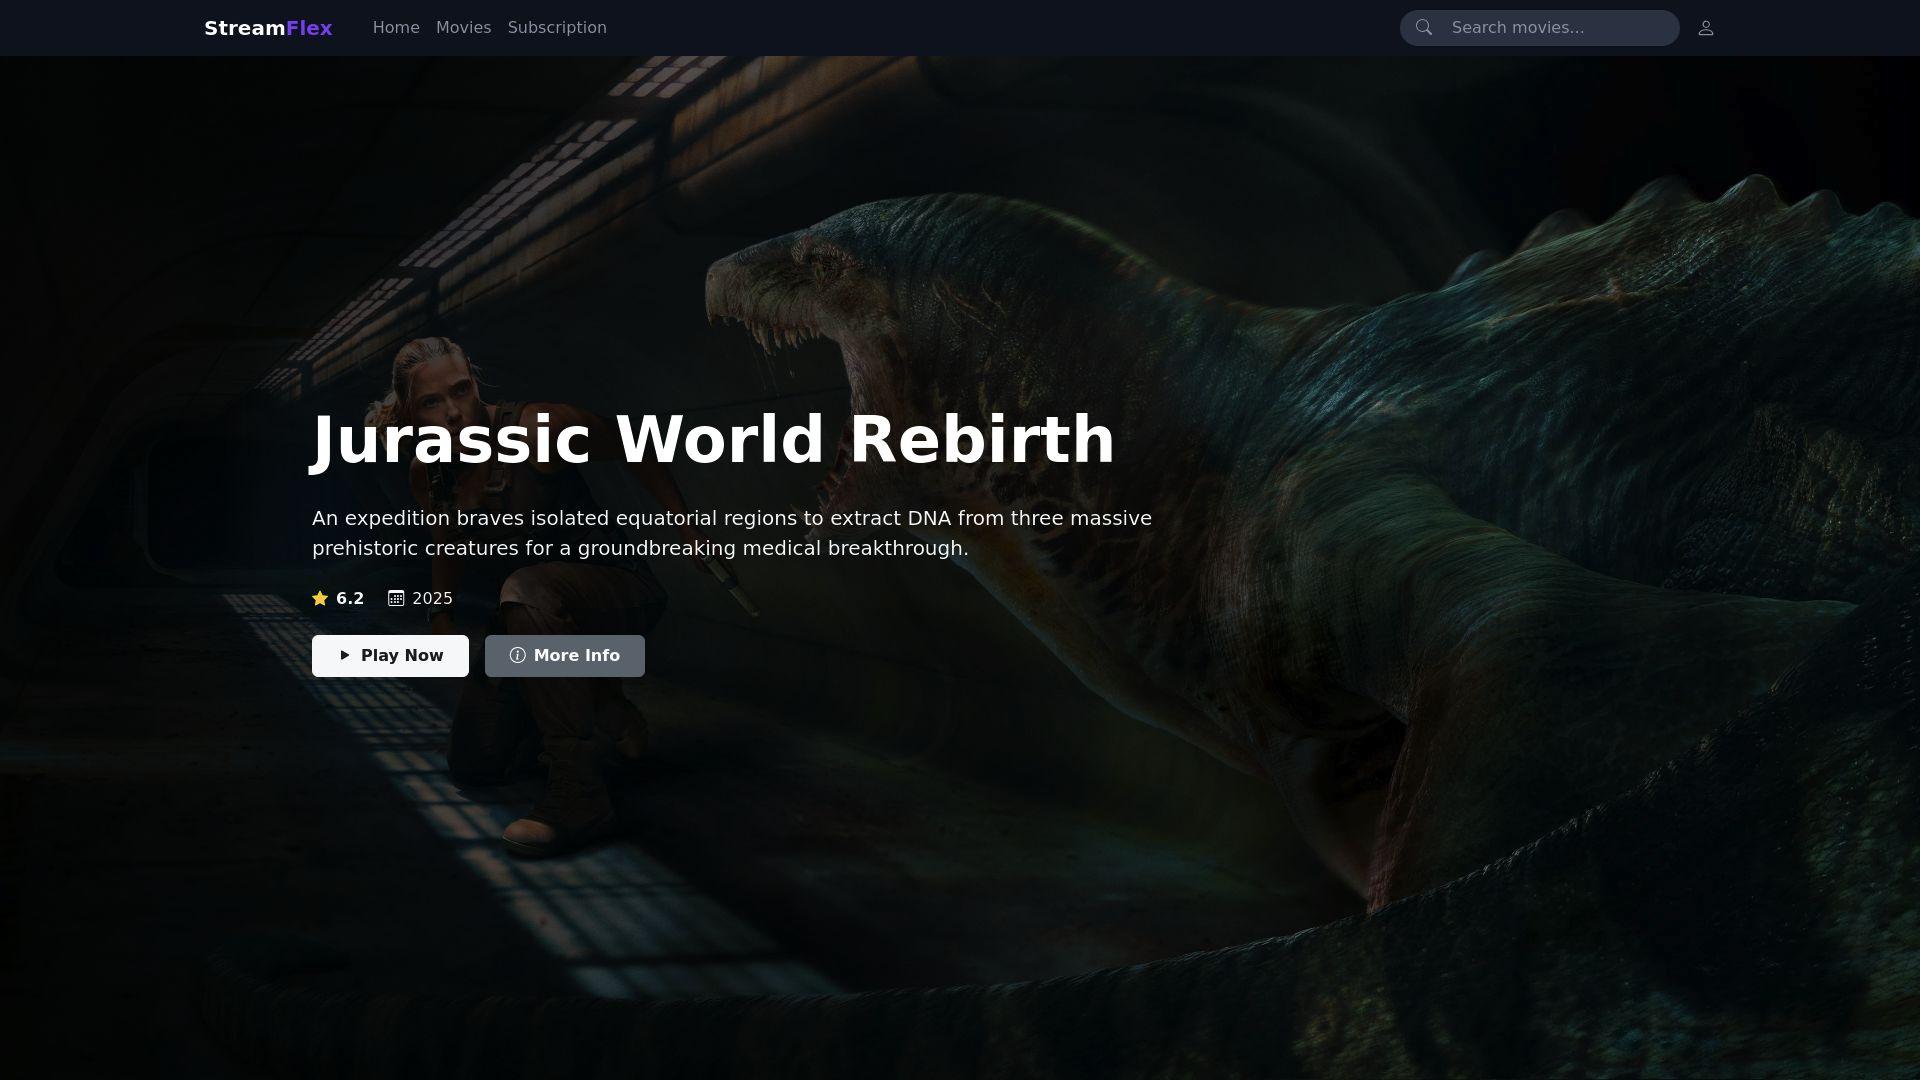 StreamFlex
Home Movies Subscription
Search movies...
Jurassic World Rebirth
An expedition braves isolated equatorial regions to extract DNA from three massive
prehistoric creatures for a groundbreaking medical breakthrough.
6.2 2025
Play Now More Info